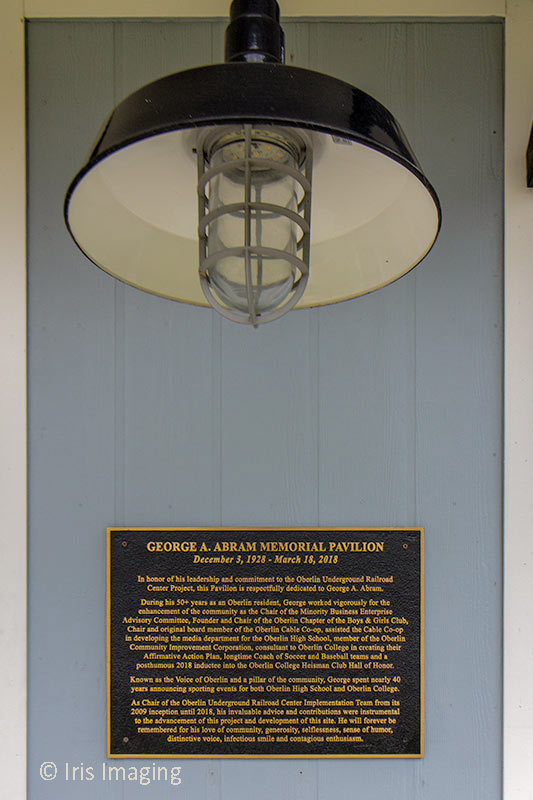 GEORGE A. ABRAM MEMORIAL PAVILION
December 3, 1928 - March 18, 2018
In honor of his leadership and commitment to the Oberlin Underground Railroad
Center Project, this Pavilion is respectfully dedicated to George A. Abram.
During his 50+ years as an Oberlin resident, George worked vigorously for the
enhancement of the community as the Chair of the Minority Business Enterprise
Advisory Committee, Founder and Chair of the Oberlin Chapter of the Boys & Girls Club,
Chair and original board member of the Oberlin Cable Co-op, assisted the Cable Co-op
in developing the media department for the Oberlin High School, member of the Oberlin
Community Improvement Corporation, consultant to Oberlin College in creating their
Affirmative Action Plan, longtime Coach of Soccer and Baseball teams and a
posthumous 2018 inductee into the Oberlin College Heisman Club Hall of Honor.
Known as the Voice of Oberlin and a pillar of the community, George spent nearly 40
years announcing sporting events for both Oberlin High School and Oberlin College.
As Chair of the Oberlin Underground Railroad Center Implementation Team from its
2009 inception until 2018, his invaluable advice and contributions were instrumental
to the advancement of this project and development of this site. He will forever be
remembered for his love of community, generosity, selflessness, sense of humor,
distinctive voice, infectious smile and contagious enthusiasm.
© Iris Imaging